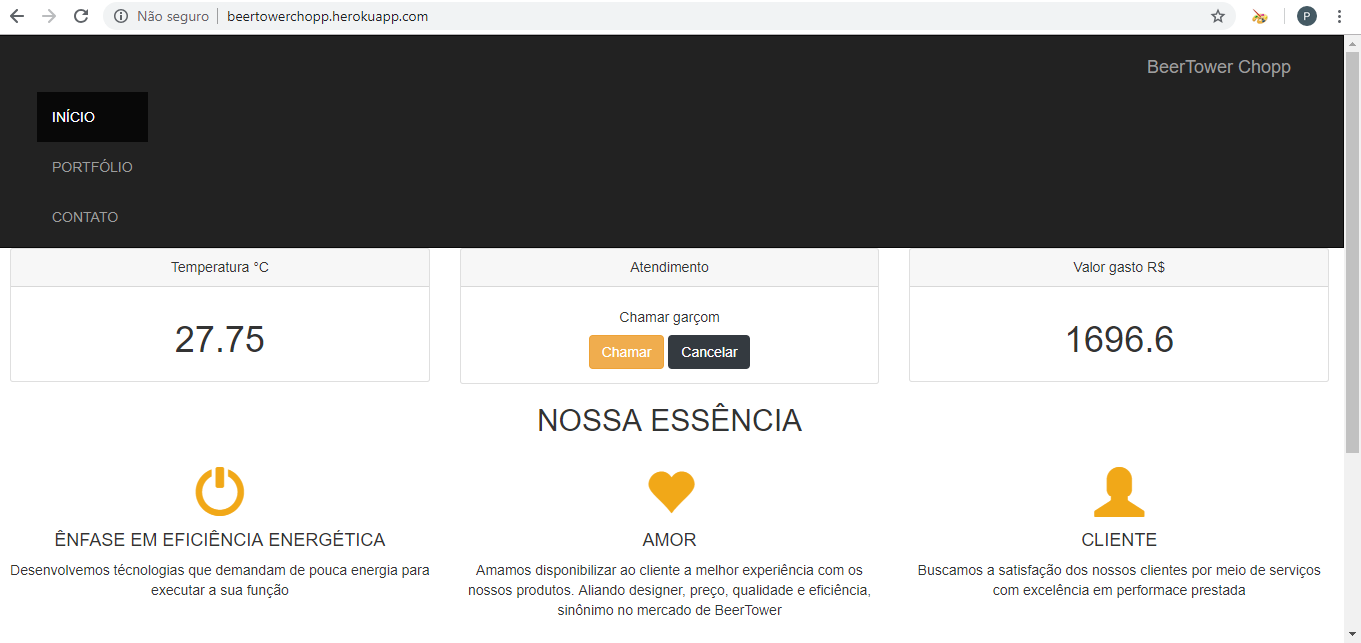 Não seguro
beertowerchopp.herokuapp.com
P
BeerTower Chopp
INÍCIO
PORTFÓLIO
CONTATO
Temperatura °C
27.75
Atendimento
Chamar garçom
Chamar Cancelar
Valor gasto R$
1696.6
NOSSA ESSÊNCIA
ÊNFASE EM EFICIÊNCIA ENERGÉTICA
Desenvolvemos técnologias que demandam de pouca energia para
executar a sua função
AMOR
Amamos disponibilizar ao cliente a melhor experiência com os
nossos produtos. Aliando designer, preço, qualidade e eficiência,
sinônimo no mercado de BeerTower
CLIENTE
Buscamos a satisfação dos nossos clientes por meio de serviços
com excelência em performace prestada